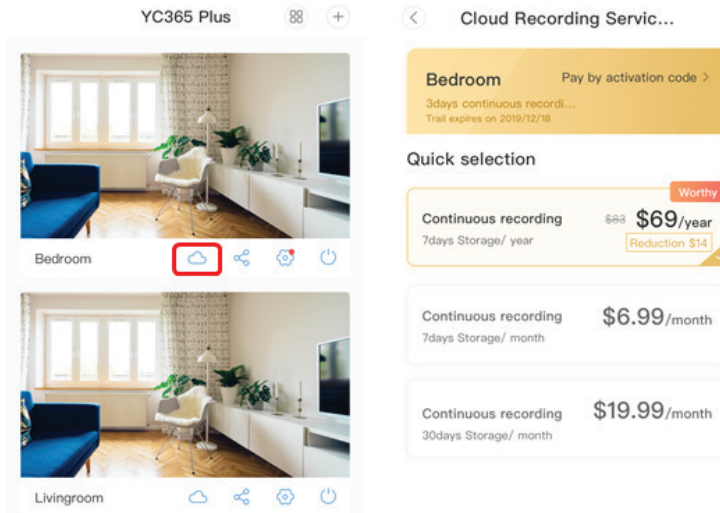 YC365 Plus
Bedroom
Livingroom
Cloud Recording Servic...
Bedroom
Pay by activation code >
3days continuous recordi...
Trail expires on 2019/12/18
Quick selection
Worthy
Continuous recording
$83 $69/year
7days Storage/ year
Reduction $14
Continuous recording
$6.99/month
7days Storage/ month
Continuous recording
$19.99/month
30days Storage/ month